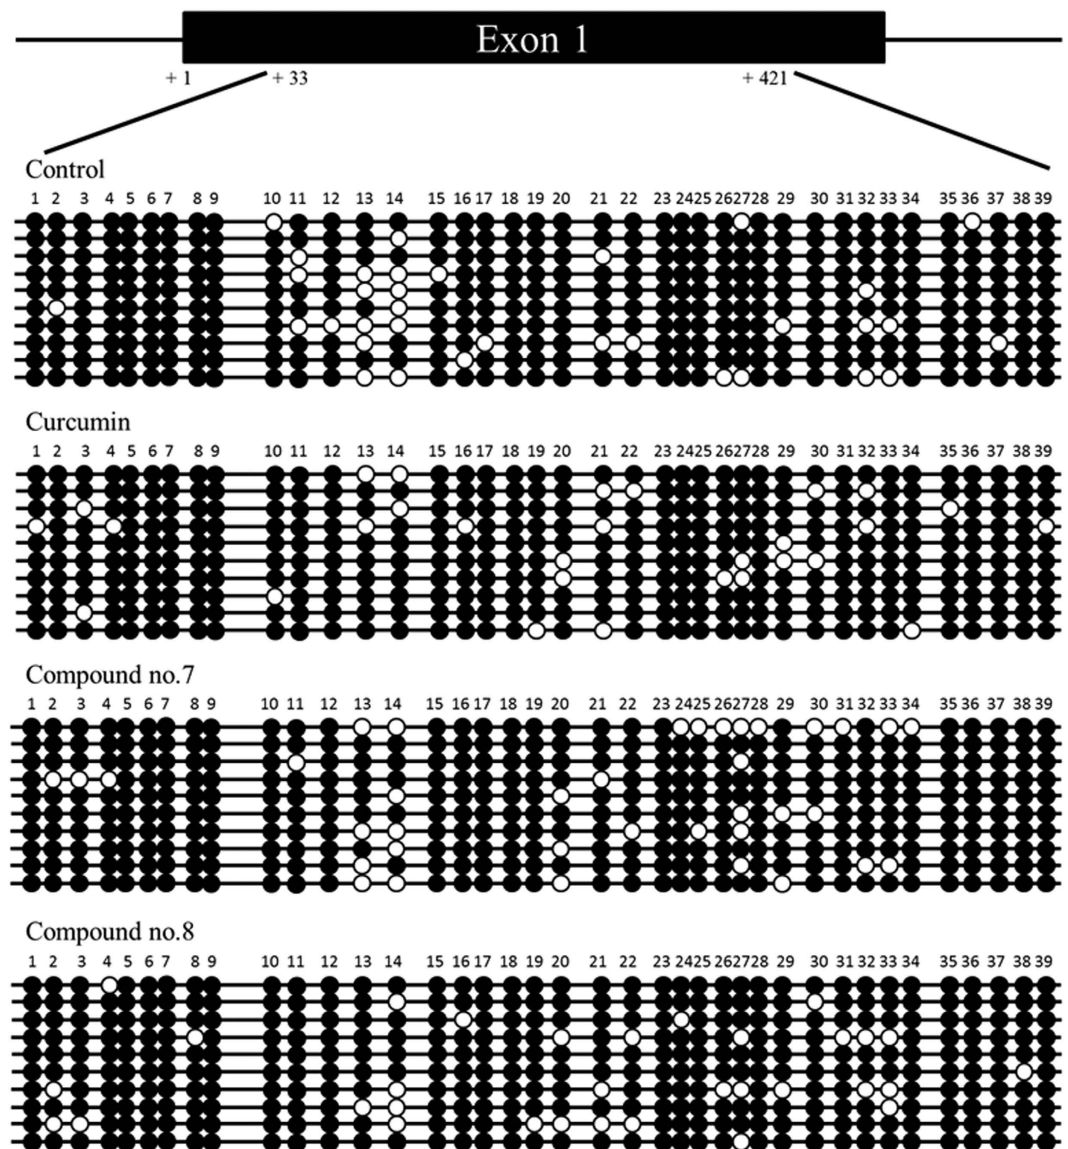 Exon 1
+ 1 + 33 + 421
Control
1 2 3 4 5 6 7 8 9 10 11 12 13 14 15 16 17 18 19 20 21 22 23 24 25 26 27 28 29 30 31 32 33 34 35 36 37 38 39
Curcumin
1 2 3 4 5 6 7 8 9 10 11 12 13 14 15 16 17 18 19 20 21 22 23 24 25 26 27 28 29 30 31 32 33 34 35 36 37 38 39
Compound no.7
1 2 3 4 5 6 7 8 9 10 11 12 13 14 15 16 17 18 19 20 21 22 23 24 25 26 27 28 29 30 31 32 33 34 35 36 37 38 39
Compound no.8
1 2 3 4 5 6 7 8 9 10 11 12 13 14 15 16 17 18 19 20 21 22 23 24 25 26 27 28 29 30 31 32 33 34 35 36 37 38 39